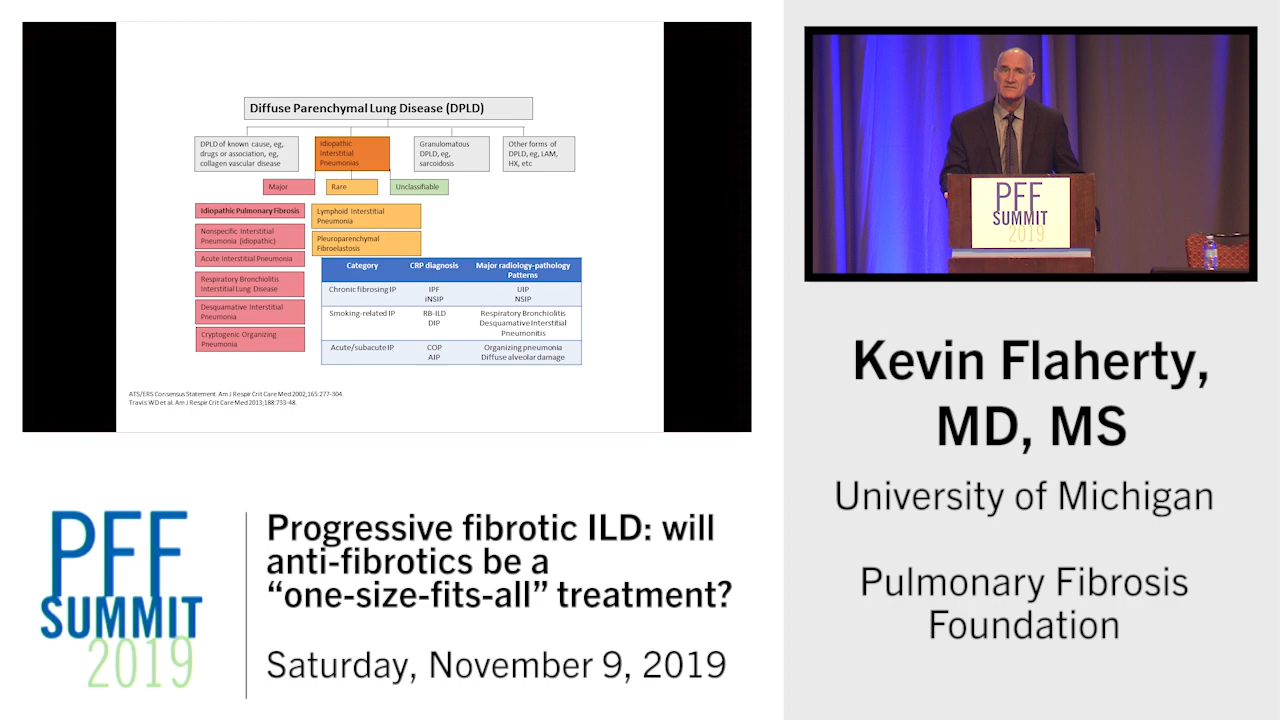 Diffuse Parenchymal Lung Disease (DPLD)
DPLD of known cause, eg,
drugs or association, eg,
collagen vascular disease
Idiopathic
Interstitial
Pneumonias
Granulomatous
DPLD, eg,
sarcoidosis
Other forms of
DPLD, eg, LAM,
HX, etc
Major
Rare
Unclassifiable
Idiopathic Pulmonary Fibrosis
Nonspecific Interstitial
Pneumonia (idiopathic)
Acute Interstitial Pneumonia
Respiratory Bronchiolitis
Interstitial Lung Disease
Desquamative Interstitial
Pneumonia
Cryptogenic Organizing
Pneumonia
Lymphoid Interstitial
Pneumonia
Pleuroparenchymal
Fibroelastosis
Category CRP diagnosis Major radiology-pathology
Patterns
Chronic fibrosing IP IPF UIP
iNSIP NSIP
Smoking-related IP RB-ILD Respiratory Bronchiolitis
DIP Desquamative Interstitial
Pneumonitis
Acute/subacute IP COP Organizing pneumonia
AIP Diffuse alveolar damage
ATS/ERS Consensus Statement. Am J Respir Crit Care Med 2002;165:277-304.
Travis WD et al. Am J Respir Crit Care Med 2013;188:733-48.
PFF
SUMMIT
2019
Kevin Flaherty,
MD, MS
University of Michigan
Pulmonary Fibrosis
Foundation
PFF
SUMMIT
2019
Progressive fibrotic ILD: will
anti-fibrotics be a
“one-size-fits-all” treatment?
Saturday, November 9, 2019